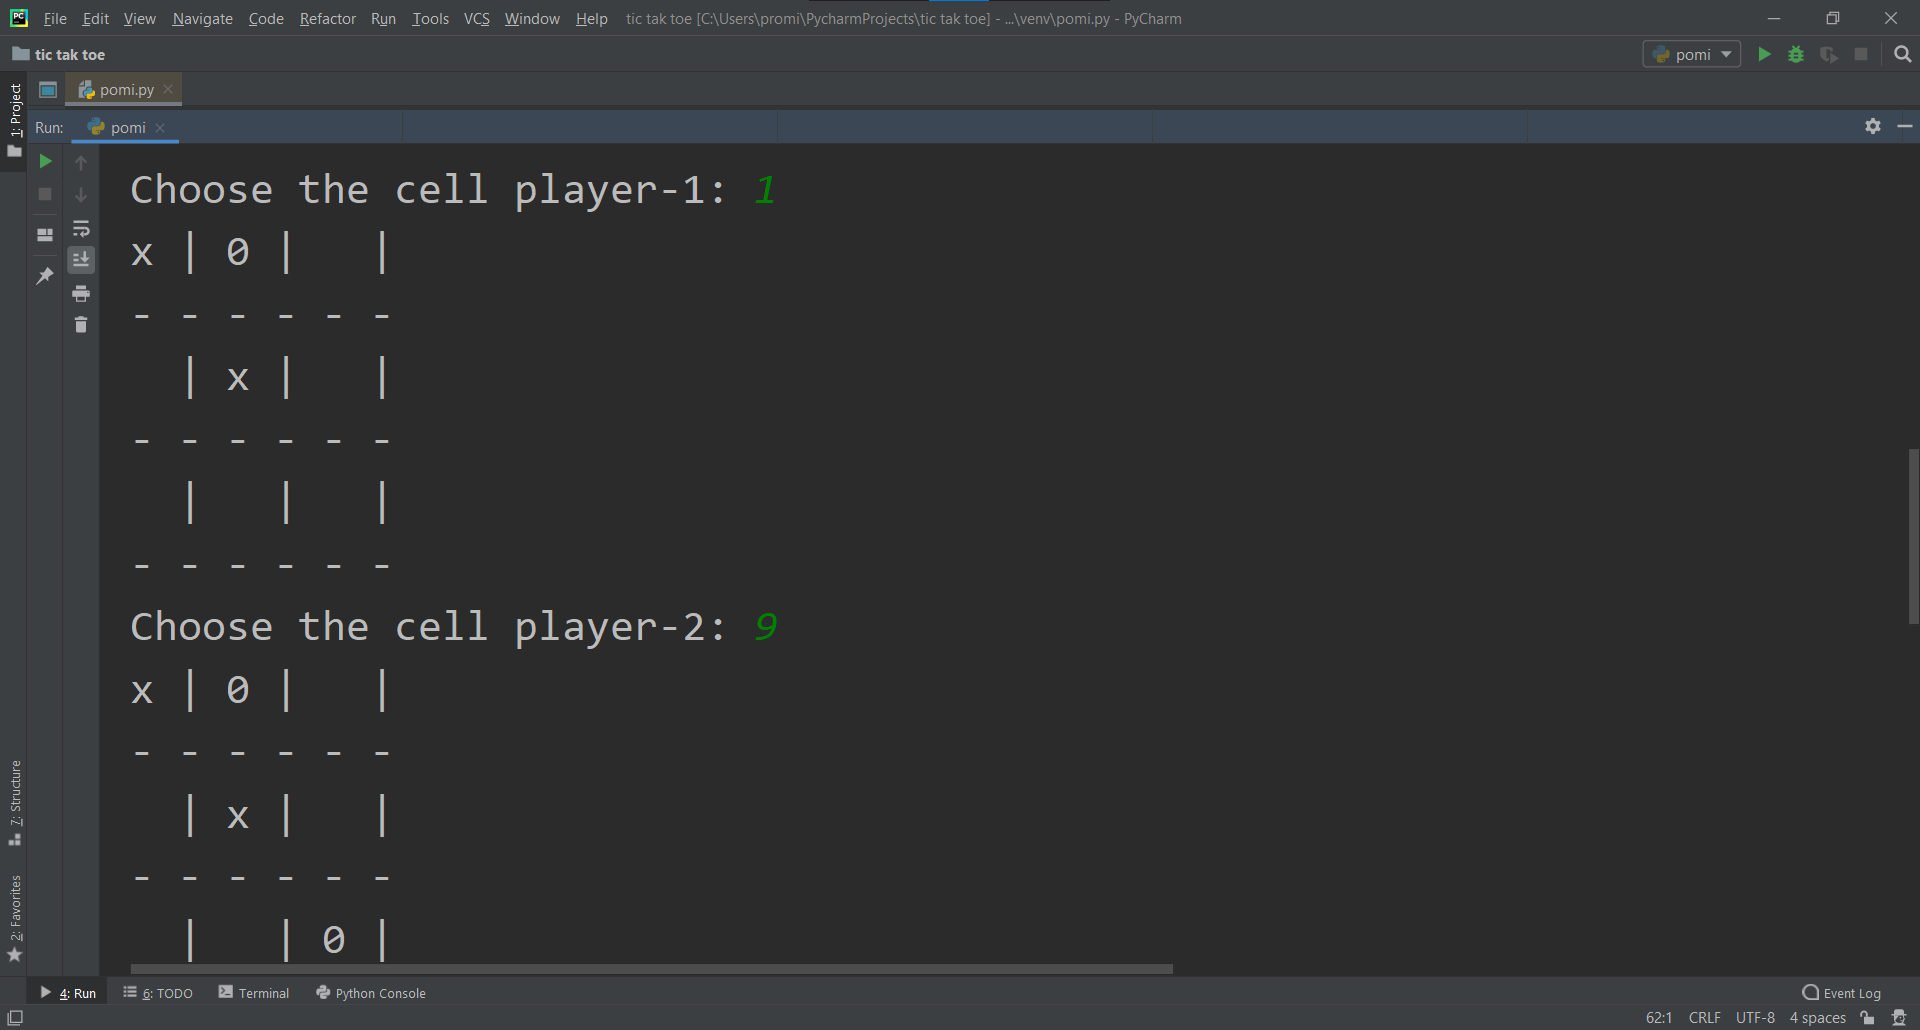 PC File Edit View Navigate Code Refactor Run Tools VCS Window Help tic tak toe [C:\Users\promi\PycharmProjects\tic tak toe] - ...\venv\pomi.py - PyCharm
tic tak toe pomi
1: Project
pomi.py
Run: pomi
Choose the cell player-1: 1
x | 0 |   |
- - - - - -
  | x |   |
- - - - - -
  |   |   |
- - - - - -
Choose the cell player-2: 9
x | 0 |   |
- - - - - -
  | x |   |
- - - - - -
  |   | 0 |
7: Structure
2: Favorites
4: Run 6: TODO Terminal Python Console Event Log
62:1 CRLF UTF-8 4 spaces